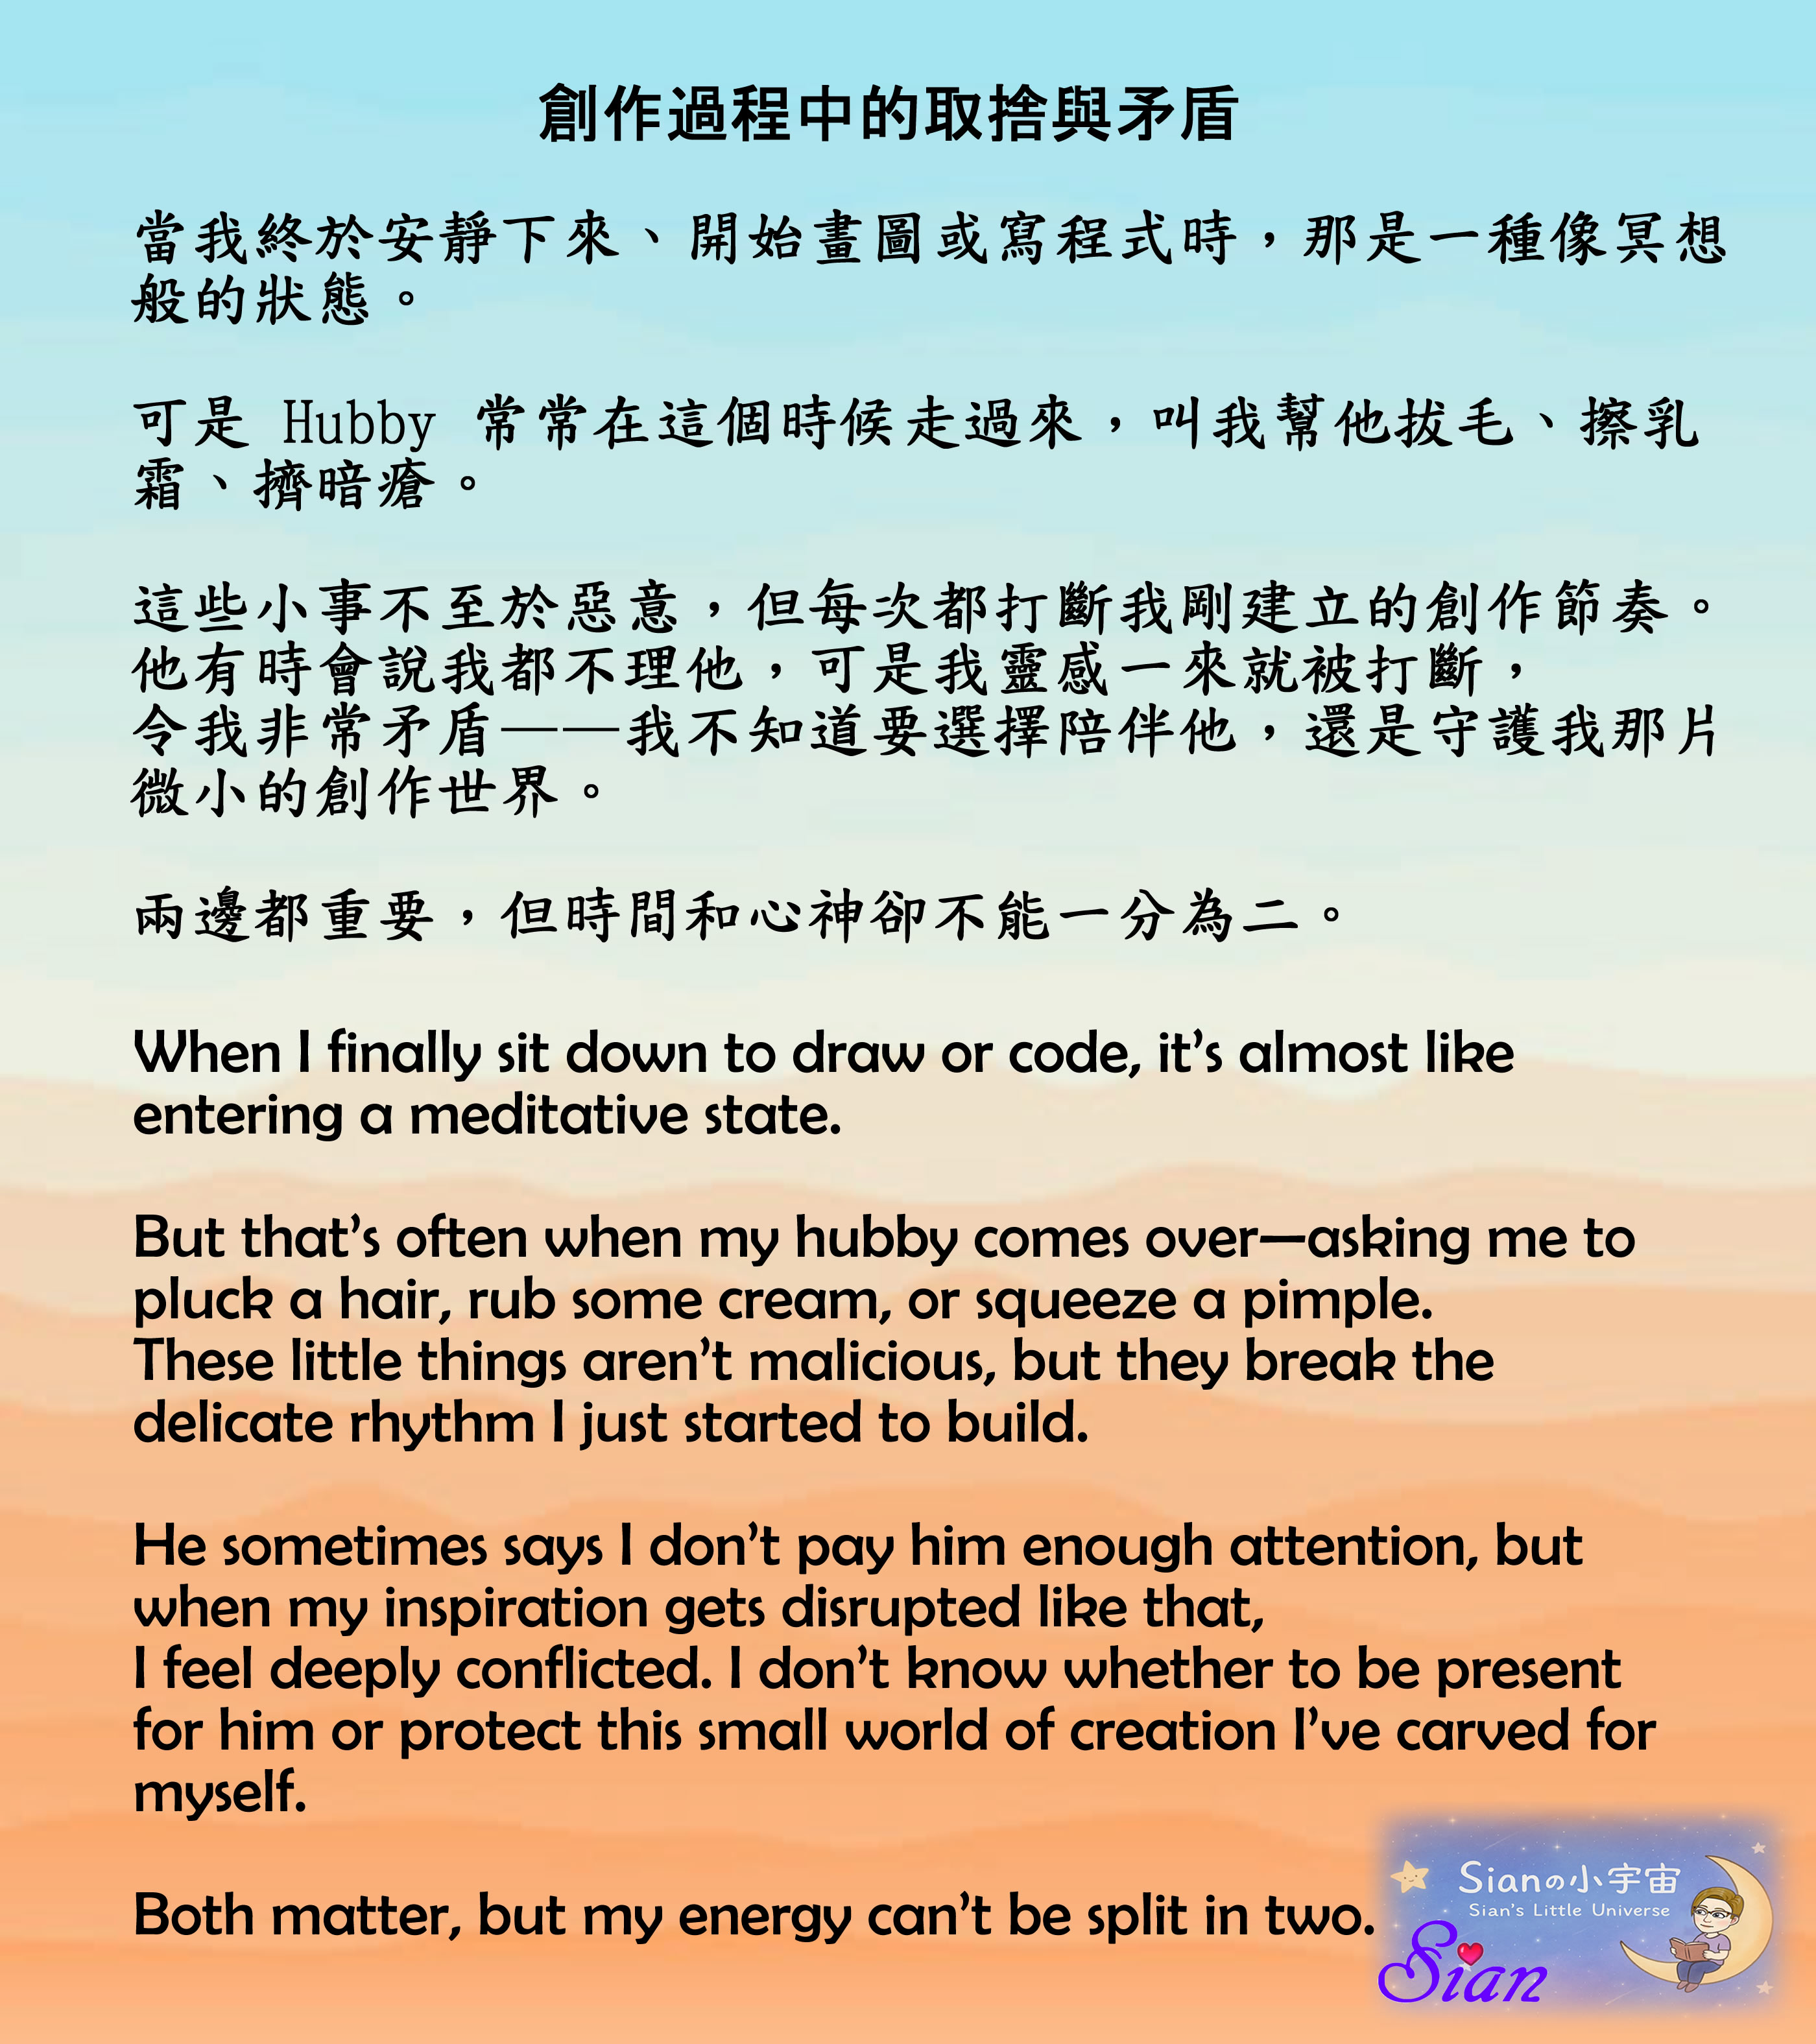 創作過程中的取捨與矛盾
當我終於安靜下來、開始畫圖或寫程式時，那是一種像冥想
般的狀態。
可是 Hubby 常常在這個時候走過來，叫我幫他拔毛、擦乳
霜、擠暗瘡。
這些小事不至於惡意，但每次都打斷我剛建立的創作節奏。
他有時會說我都不理他，可是我靈感一來就被打斷，
令我非常矛盾——我不知道要選擇陪伴他，還是守護我那片
微小的創作世界。
兩邊都重要，但時間和心神卻不能一分為二。
When I finally sit down to draw or code, it’s almost like
entering a meditative state.
But that’s often when my hubby comes over—asking me to
pluck a hair, rub some cream, or squeeze a pimple.
These little things aren’t malicious, but they break the
delicate rhythm I just started to build.
He sometimes says I don’t pay him enough attention, but
when my inspiration gets disrupted like that,
I feel deeply conflicted. I don’t know whether to be present
for him or protect this small world of creation I’ve carved for
myself.
Both matter, but my energy can’t be split in two.
Sianの小宇宙
Sian's Little Universe
Sian